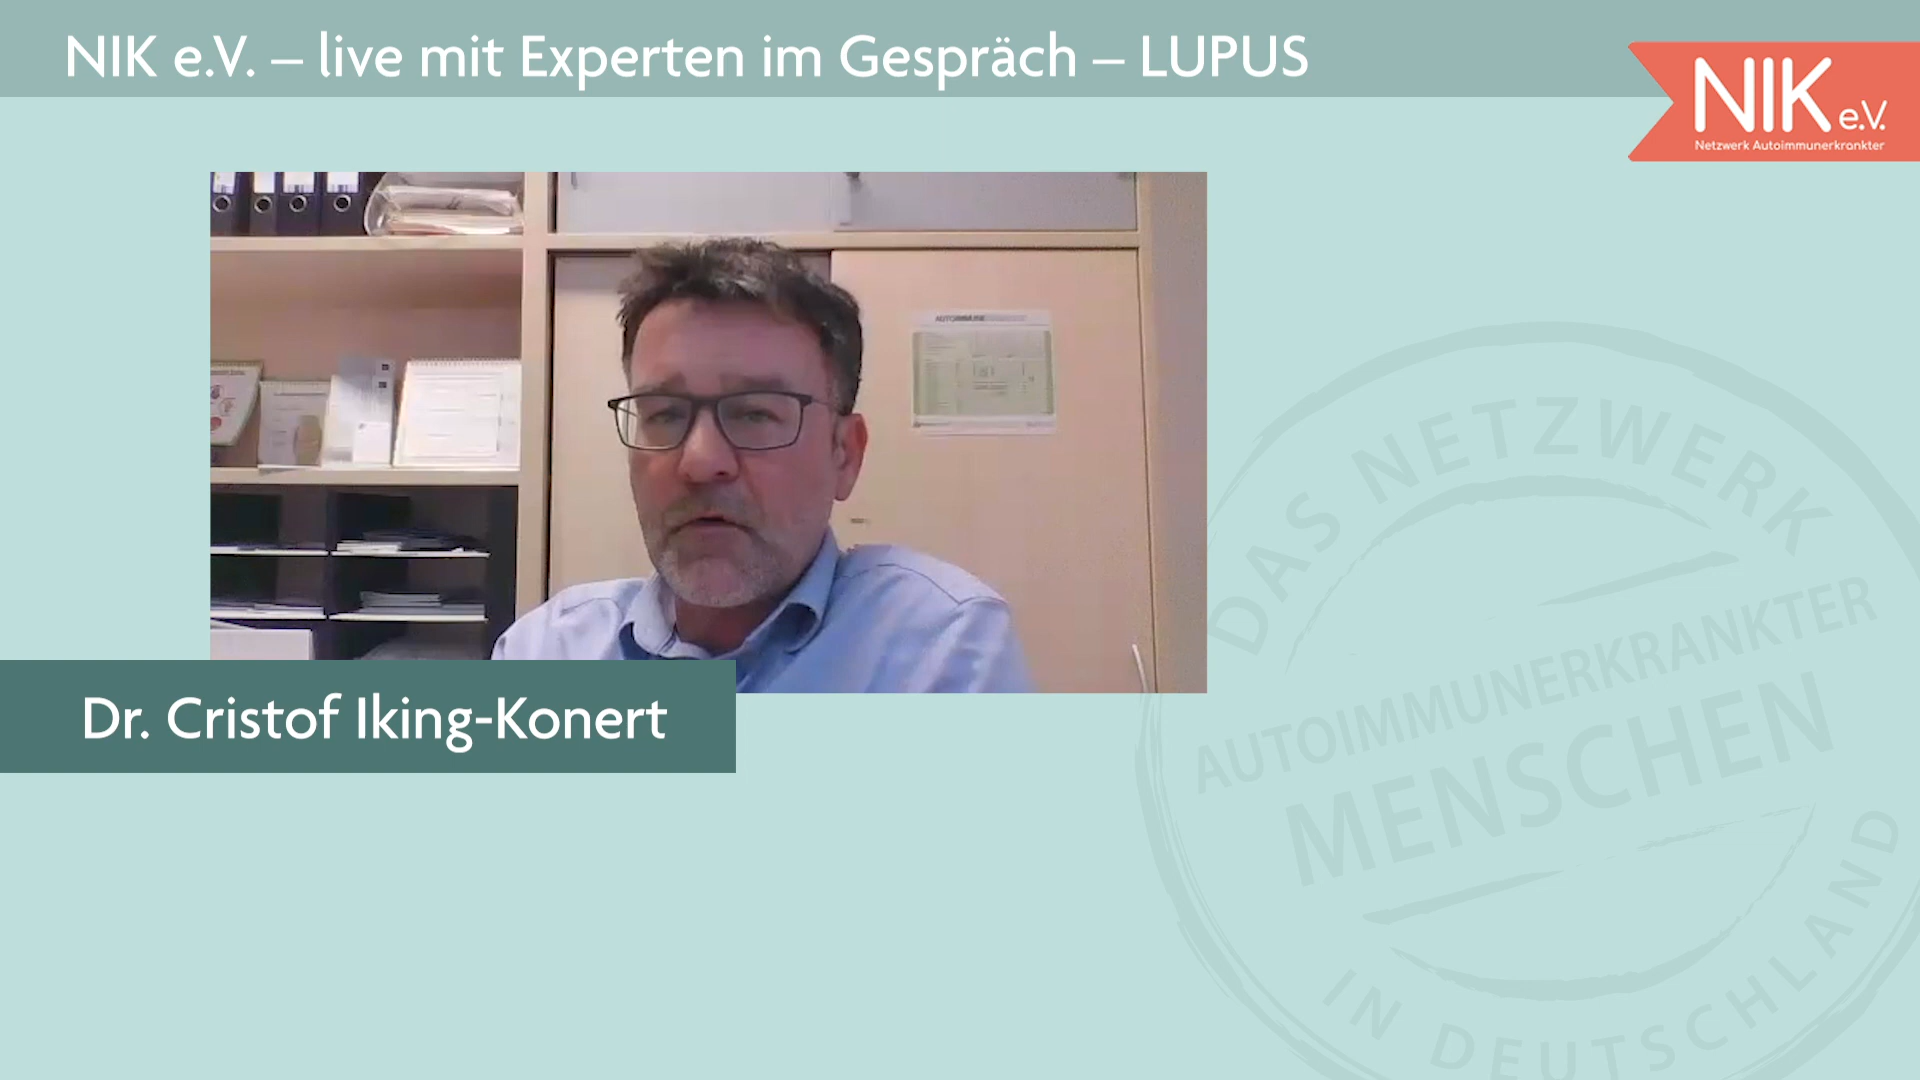 NIK e.V. – live mit Experten im Gespräch – LUPUS
NIK e.V.
Netzwerk Autoimmunerkrankter
AUTOIMMUN
Dr. Cristof Iking-Konert
DAS NETZWERK
AUTOIMMUNERKRANKTER
MENSCHEN
IN DEUTSCHLAND